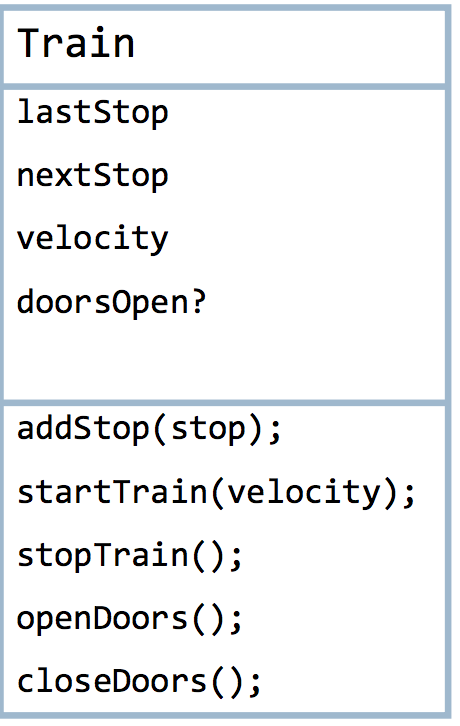 Train
lastStop
nextStop
velocity
doorsOpen?
addStop(stop);
startTrain(velocity);
stopTrain();
openDoors();
closeDoors();